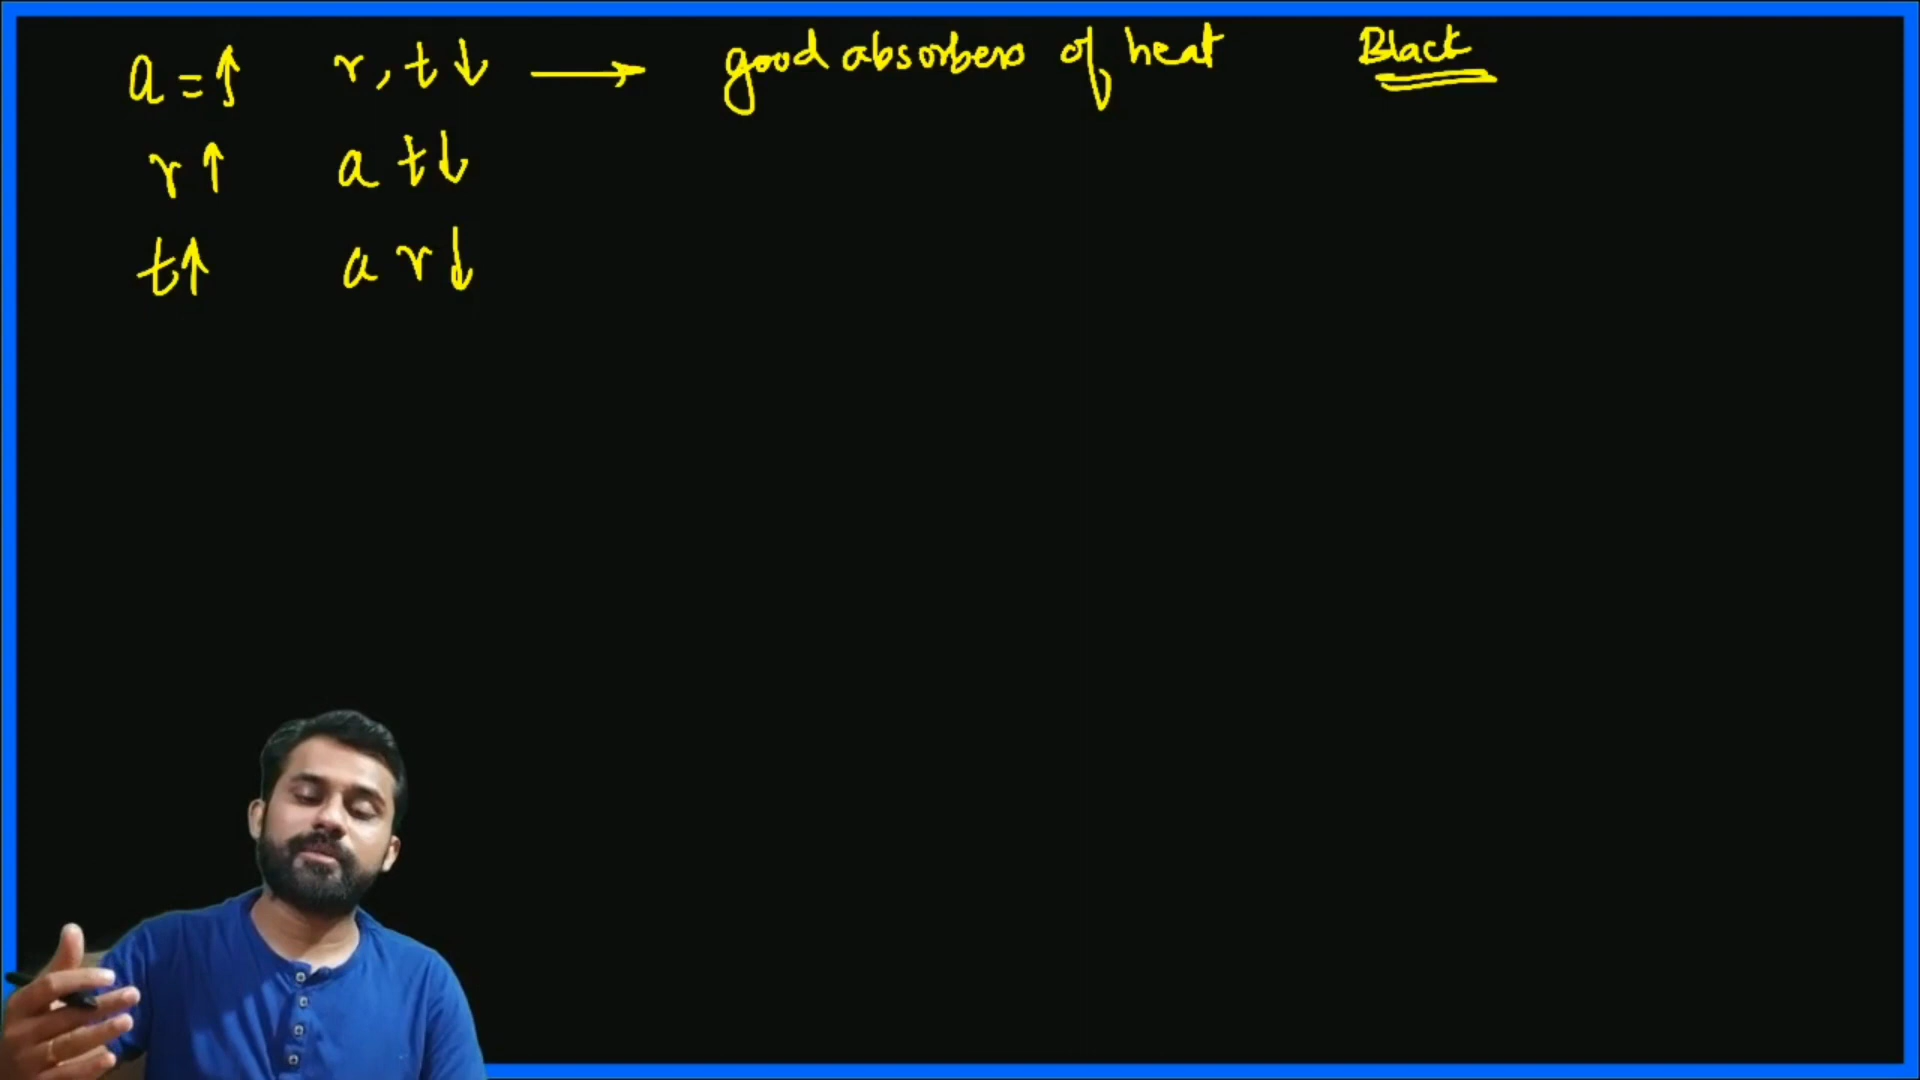 a = ↑ r, t ↓ ⟶ good absorbers of heat Black
r ↑ a t ↓
t ↑ a r ↓